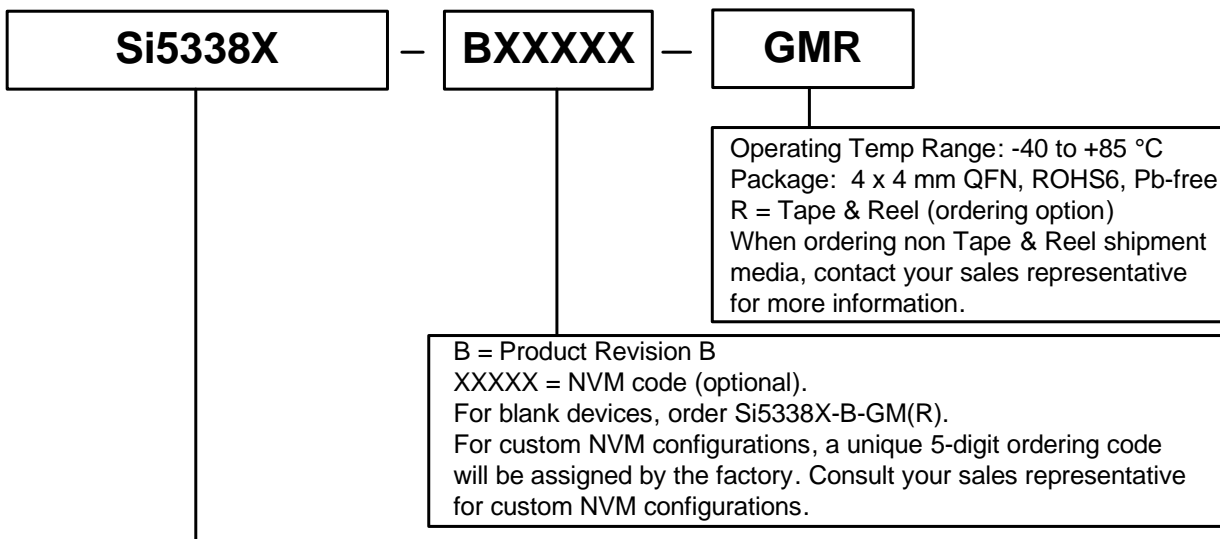 Si5338X – BXXXXX – GMR
Operating Temp Range: -40 to +85 °C
Package:  4 x 4 mm QFN, ROHS6, Pb-free
R = Tape & Reel (ordering option)
When ordering non Tape & Reel shipment
media, contact your sales representative
for more information.
B = Product Revision B
XXXXX = NVM code (optional).
For blank devices, order Si5338X-B-GM(R).
For custom NVM configurations, a unique 5-digit ordering code
will be assigned by the factory. Consult your sales representative
for custom NVM configurations.